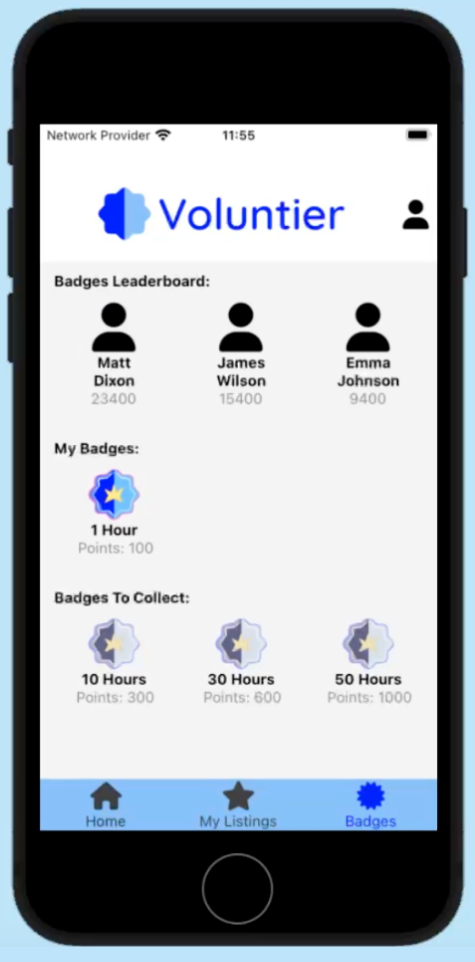 Network Provider 11:55
Voluntier
Badges Leaderboard:
Matt Dixon
23400
James Wilson
15400
Emma Johnson
9400
My Badges:
1 Hour
Points: 100
Badges To Collect:
10 Hours
Points: 300
30 Hours
Points: 600
50 Hours
Points: 1000
Home
My Listings
Badges